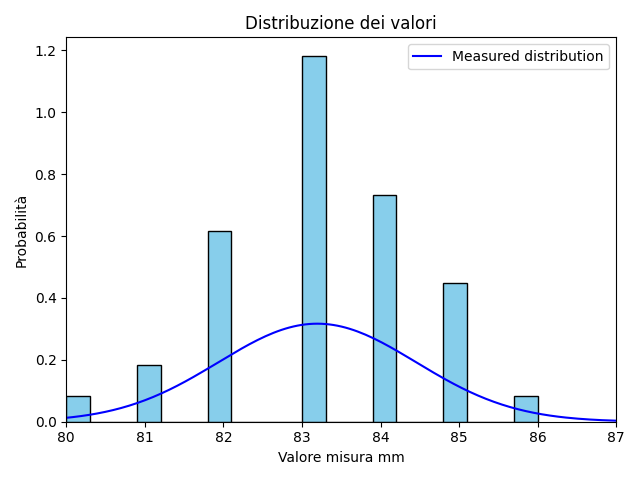 Distribuzione dei valori
Measured distribution
1.2
1.0
0.8
0.6
0.4
0.2
0.0
Probabilità
80 81 82 83 84 85 86 87
Valore misura mm